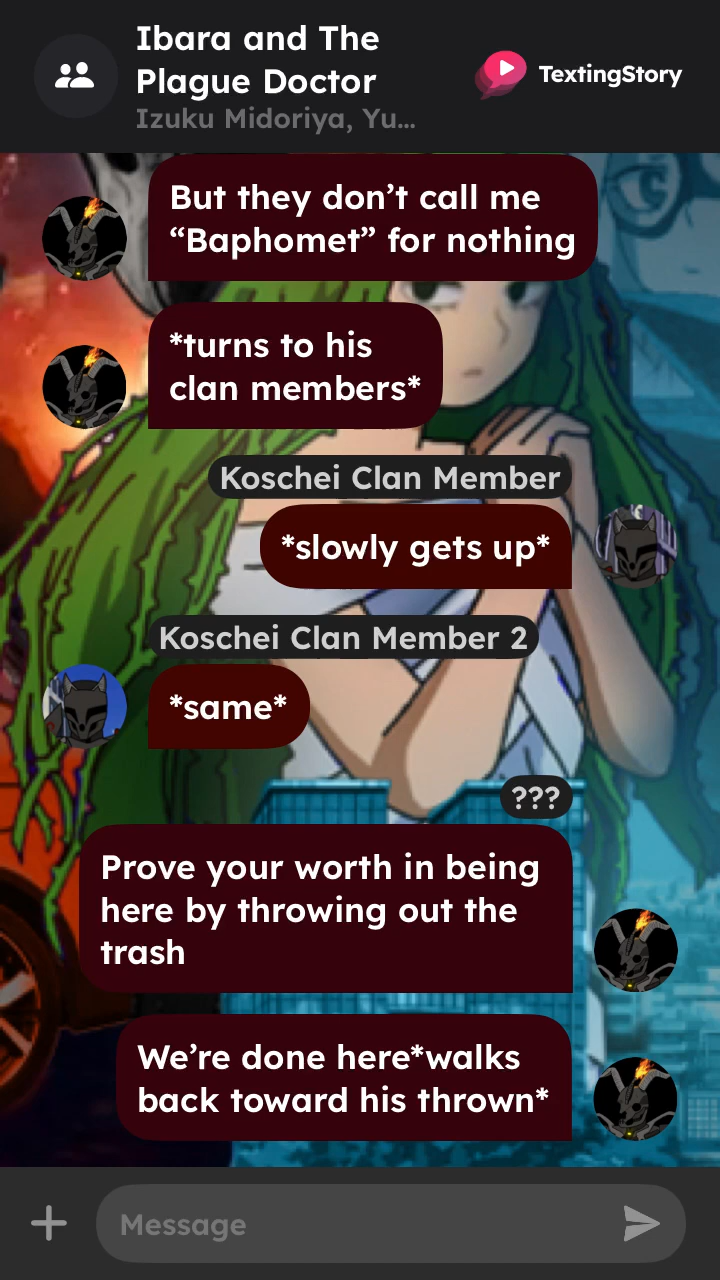 Ibara and The
Plague Doctor
Izuku Midoriya, Yu...
TextingStory
But they don’t call me
“Baphomet” for nothing
*turns to his
clan members*
Koschei Clan Member
*slowly gets up*
Koschei Clan Member 2
*same*
???
Prove your worth in being
here by throwing out the
trash
We’re done here*walks
back toward his thrown*
Message